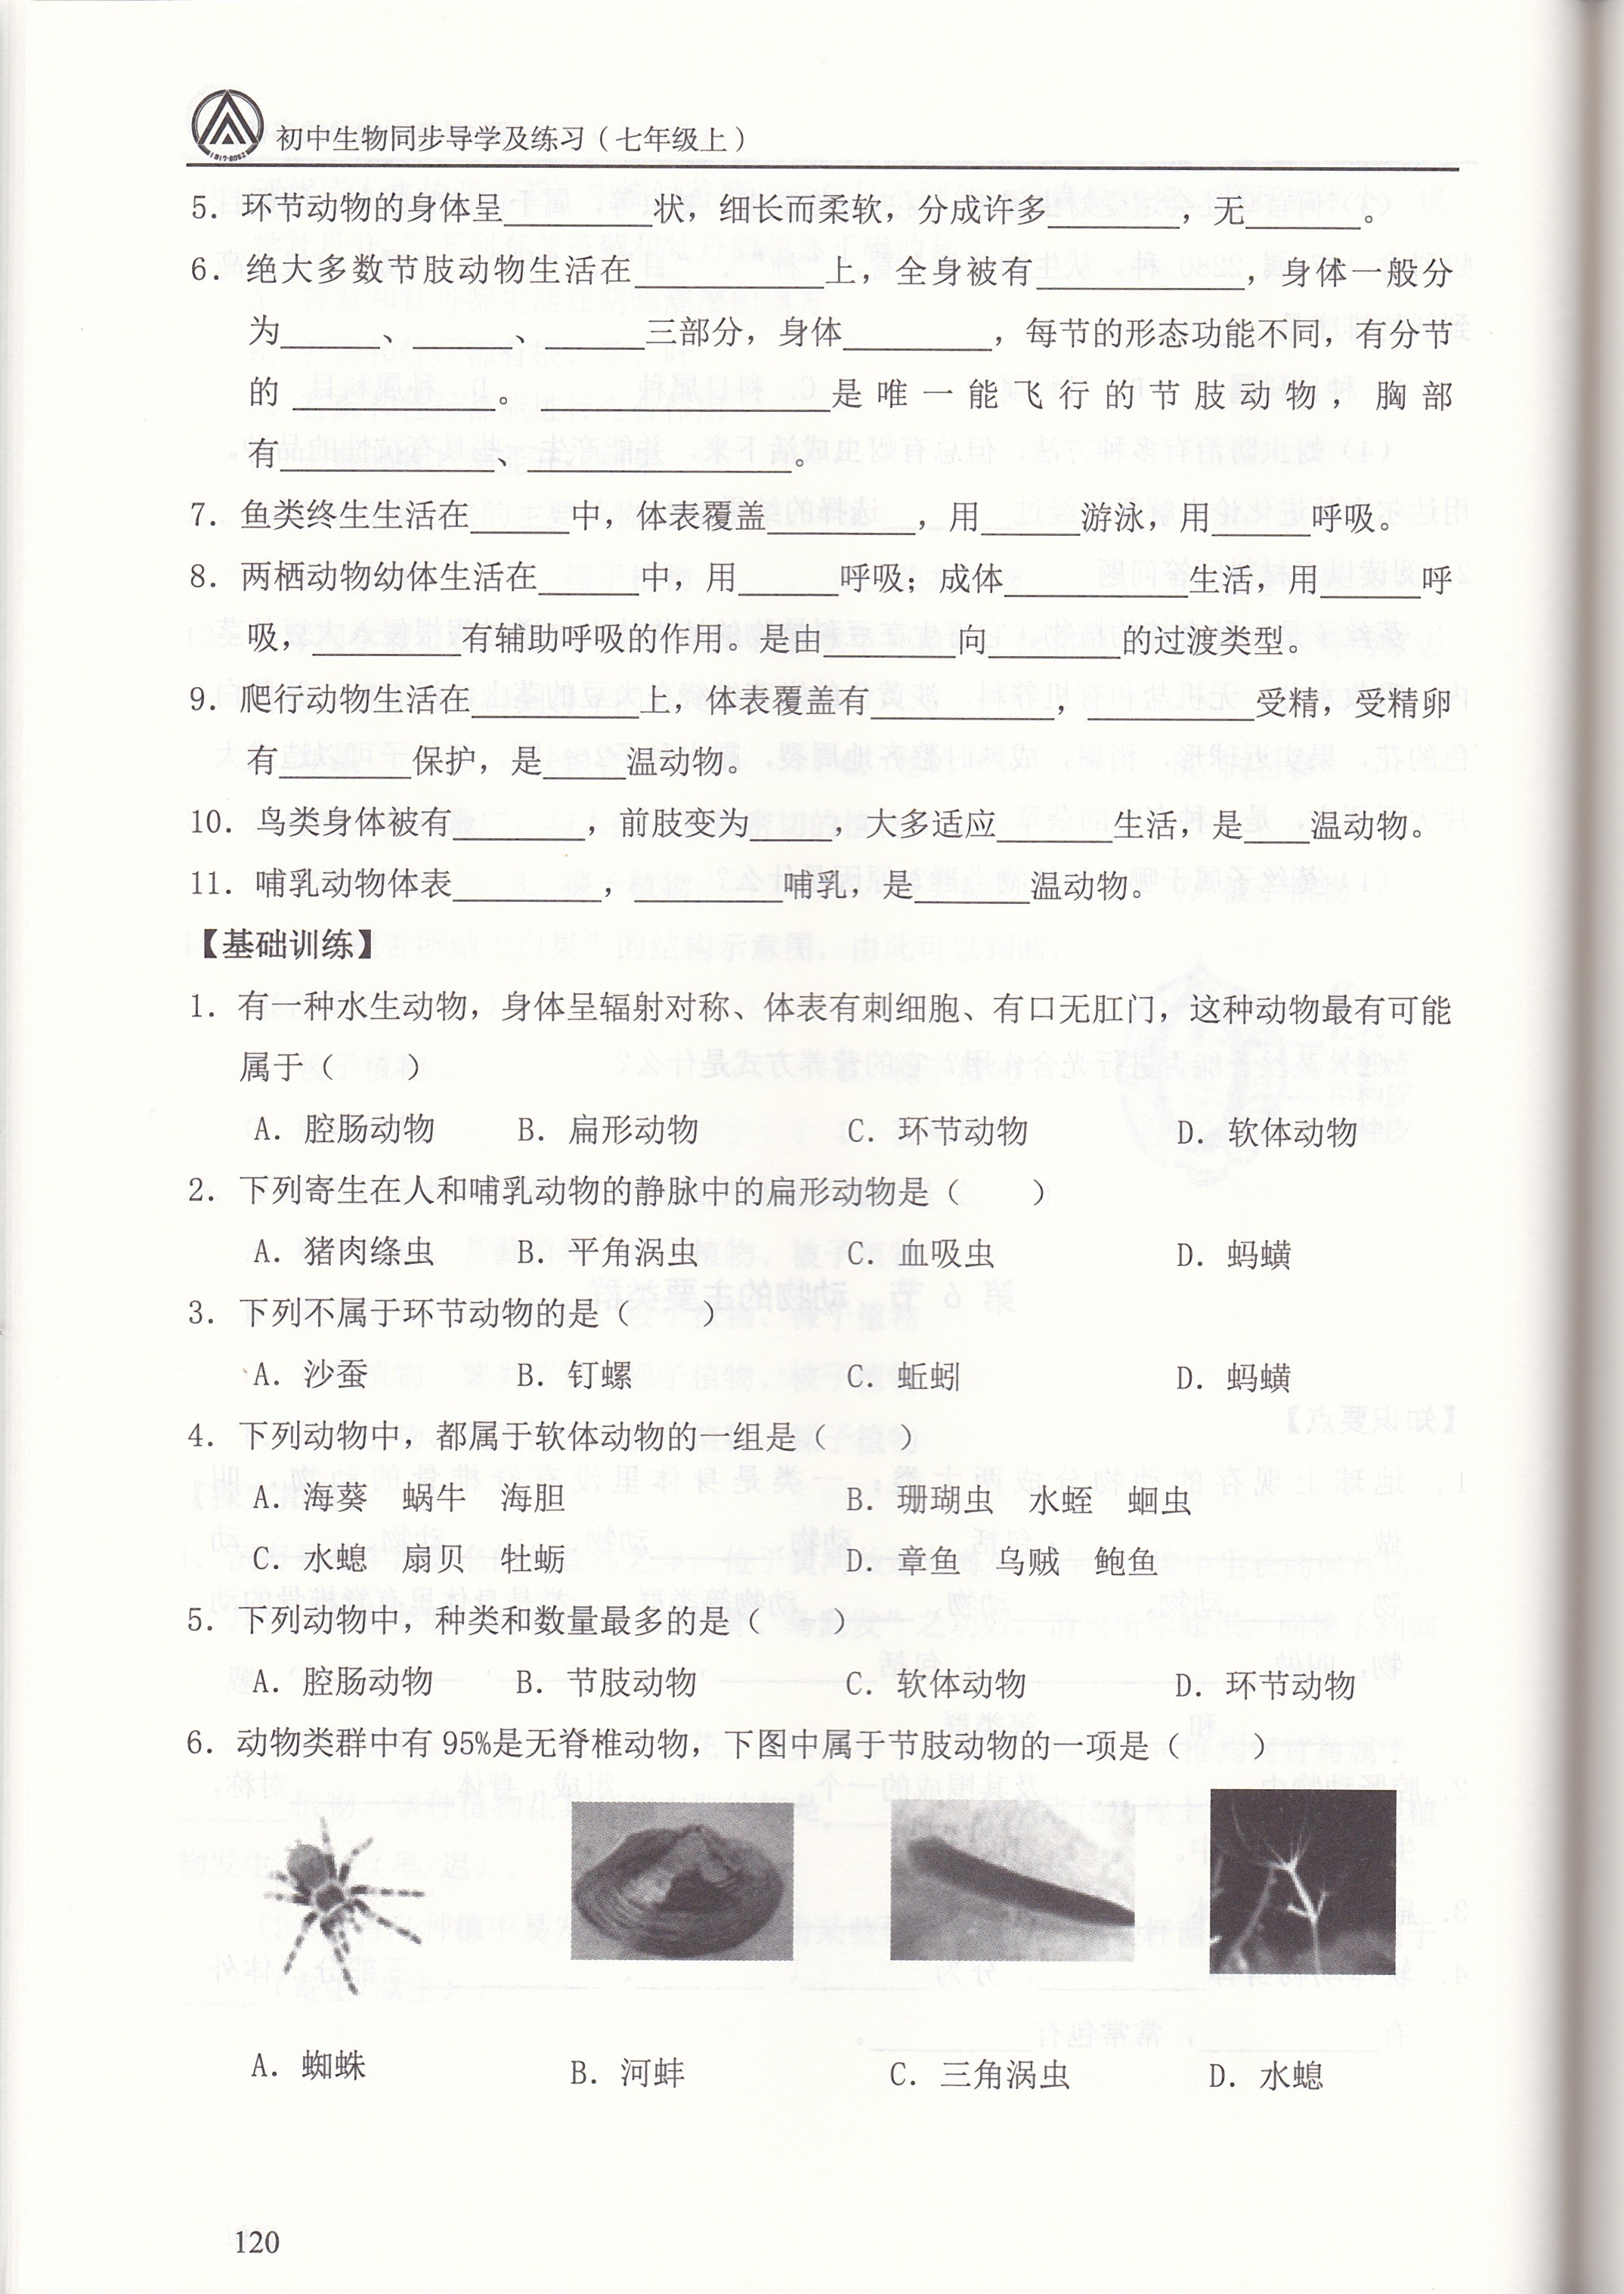 初中生物同步导学及练习（七年级上）
5. 环节动物的身体呈_________状，细长而柔软，分成许多________，无_______。
6. 绝大多数节肢动物生活在___________上，全身被有____________，身体一般分
为______、______、______三部分，身体_________，每节的形态功能不同，有分节
的____________。____________是唯一能飞行的节肢动物，胸部
有_____________、________________。
7. 鱼类终生生活在______中，体表覆盖_________，用______游泳，用______呼吸。
8. 两栖动物幼体生活在______中，用______呼吸；成体___________生活，用______呼
吸，_________有辅助呼吸的作用。是由________向________的过渡类型。
9. 爬行动物生活在__________上，体表覆盖有___________，__________受精，受精卵
有________保护，是_____温动物。
10. 鸟类身体被有________，前肢变为_____，大多适应_______生活，是____温动物。
11. 哺乳动物体表_________，_________哺乳，是_______温动物。
【基础训练】
1. 有一种水生动物，身体呈辐射对称、体表有刺细胞、有口无肛门，这种动物最有可能
属于（　　）
A. 腔肠动物　B. 扁形动物　C. 环节动物　D. 软体动物
2. 下列寄生在人和哺乳动物的静脉中的扁形动物是（　　）
A. 猪肉绦虫　B. 平角涡虫　C. 血吸虫　D. 蚂蟥
3. 下列不属于环节动物的是（　　）
A. 沙蚕　B. 钉螺　C. 蚯蚓　D. 蚂蟥
4. 下列动物中，都属于软体动物的一组是（　　）
A. 海葵　蜗牛　海胆　B. 珊瑚虫　水蛭　蛔虫
C. 水螅　扇贝　牡蛎　D. 章鱼　乌贼　鲍鱼
5. 下列动物中，种类和数量最多的是（　　）
A. 腔肠动物　B. 节肢动物　C. 软体动物　D. 环节动物
6. 动物类群中有 95%是无脊椎动物，下图中属于节肢动物的一项是（　　）
A. 蜘蛛　B. 河蚌　C. 三角涡虫　D. 水螅
120